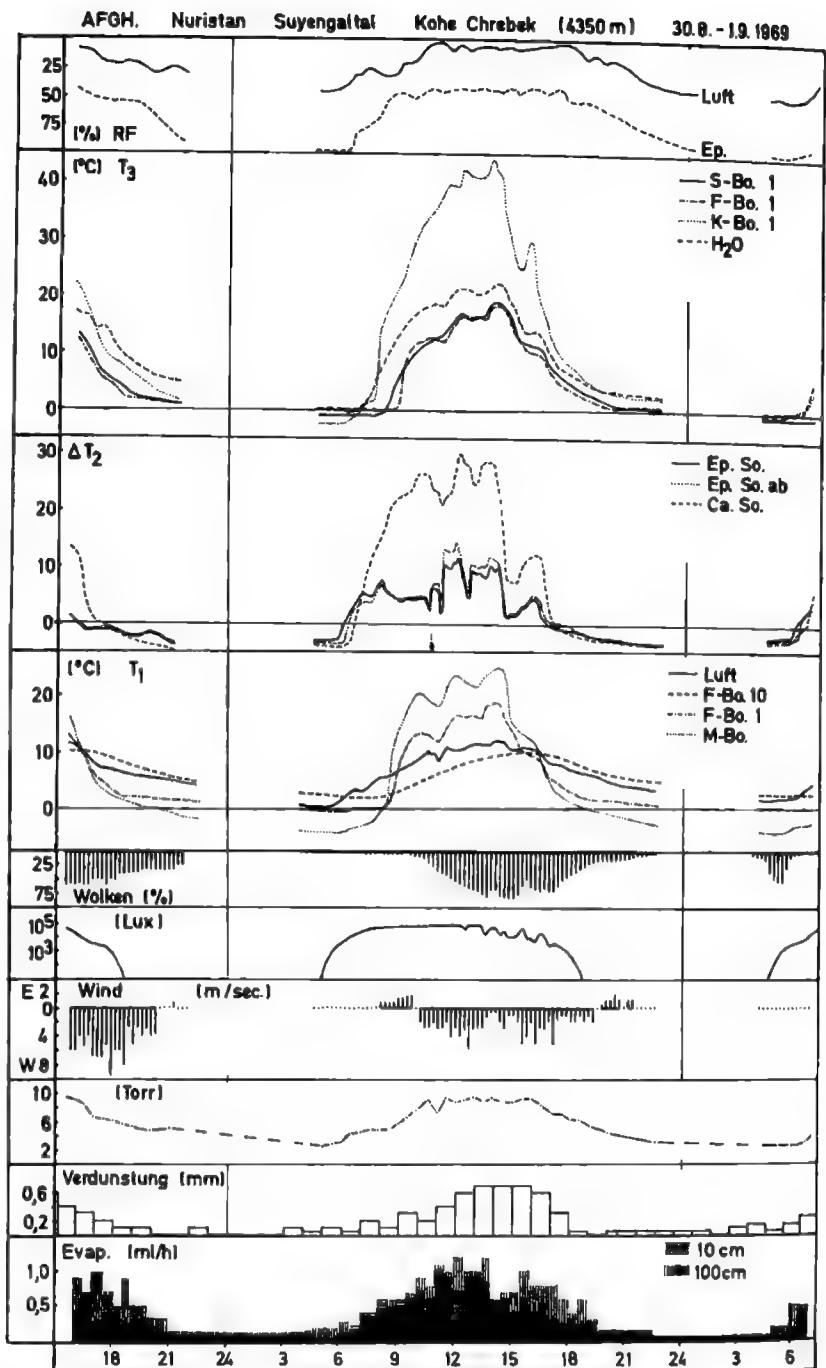 AFGH. Nuristan Suyengaltal Kohe Chrebek (4350 m) 30.8. - 1.9. 1969
25
50
75
(%) RF
Luft
Ep.
(°C) T3
40
30
20
10
0
S-Bo. 1
F-Bo. 1
K-Bo. 1
H2O
Δ T2
30
20
10
0
Ep. So.
Ep. So. ab
Ca. So.
(°C) T1
20
10
0
Luft
F-Bo. 10
F-Bo. 1
M-Bo.
25
75
Wolken (%)
(Lux)
10^5
10^3
E 2
Wind (m/sec.)
0
4
W 8
(Torr)
10
6
2
Verdunstung (mm)
0,6
0,2
Evap. (ml/h)
1,0
0,5
10 cm
100 cm
18 24 3 6 9 12 15 18 21 24 3 6